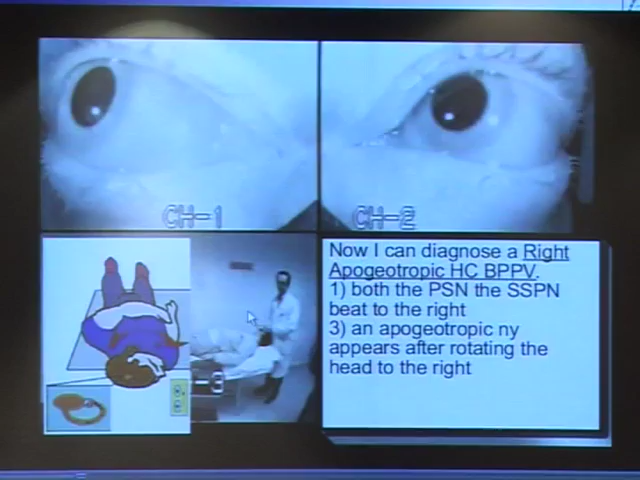 CH-1
CH-2
Now I can diagnose a Right
Apogeotropic HC BPPV.
1) both the PSN the SSPN
beat to the right
3) an apogeotropic ny
appears after rotating the
head to the right